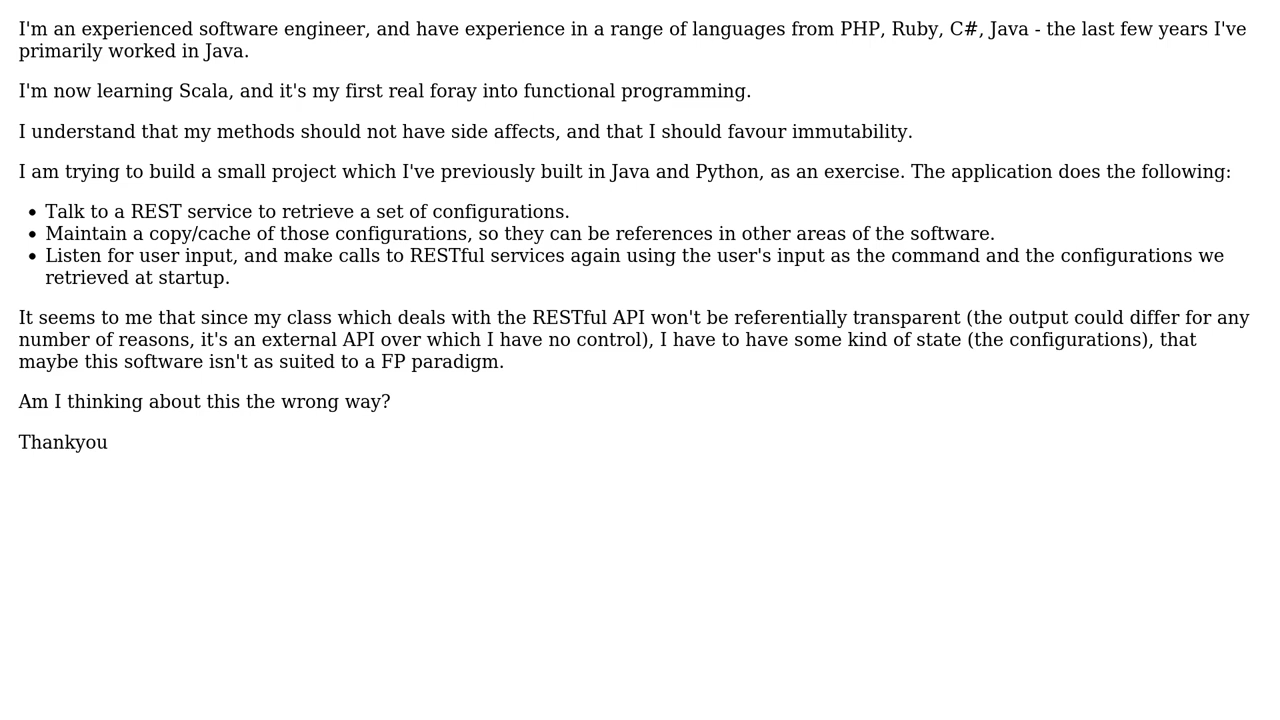 I'm an experienced software engineer, and have experience in a range of languages from PHP, Ruby, C#, Java - the last few years I've
primarily worked in Java.
I'm now learning Scala, and it's my first real foray into functional programming.
I understand that my methods should not have side affects, and that I should favour immutability.
I am trying to build a small project which I've previously built in Java and Python, as an exercise. The application does the following:
• Talk to a REST service to retrieve a set of configurations.
• Maintain a copy/cache of those configurations, so they can be references in other areas of the software.
• Listen for user input, and make calls to RESTful services again using the user's input as the command and the configurations we
retrieved at startup.
It seems to me that since my class which deals with the RESTful API won't be referentially transparent (the output could differ for any
number of reasons, it's an external API over which I have no control), I have to have some kind of state (the configurations), that
maybe this software isn't as suited to a FP paradigm.
Am I thinking about this the wrong way?
Thankyou